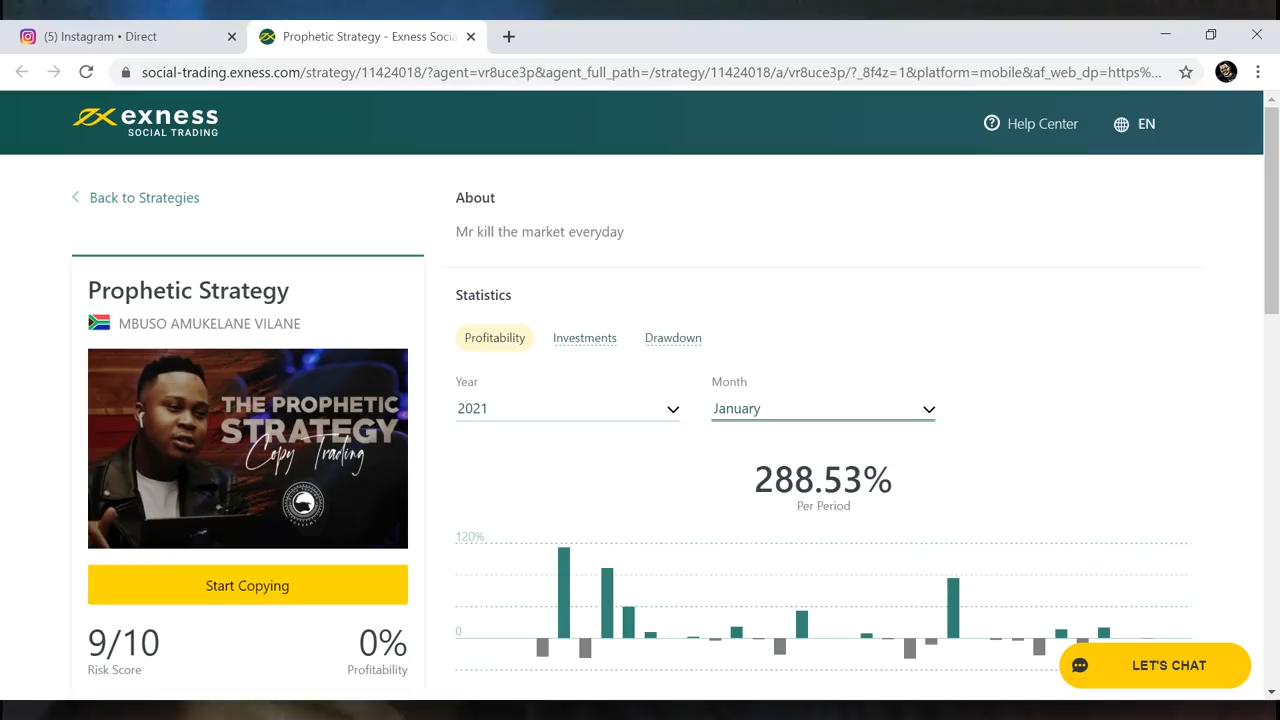 (5) Instagram • Direct
Prophetic Strategy - Exness Socia
social-trading.exness.com/strategy/11424018/?agent=vr8uce3p&agent_full_path=/strategy/11424018/a/vr8uce3p/?_8f4z=1&platform=mobile&af_web_dp=https%...
exness
SOCIAL TRADING
Help Center
EN
Back to Strategies
Prophetic Strategy
MBUSO AMUKELANE VILANE
THE PROPHETIC
STRATEGY
Copy Trading
Start Copying
9/10
Risk Score
0%
Profitability
About
Mr kill the market everyday
Statistics
Profitability
Investments
Drawdown
Year
2021
Month
January
288.53%
Per Period
120%
0
LET'S CHAT